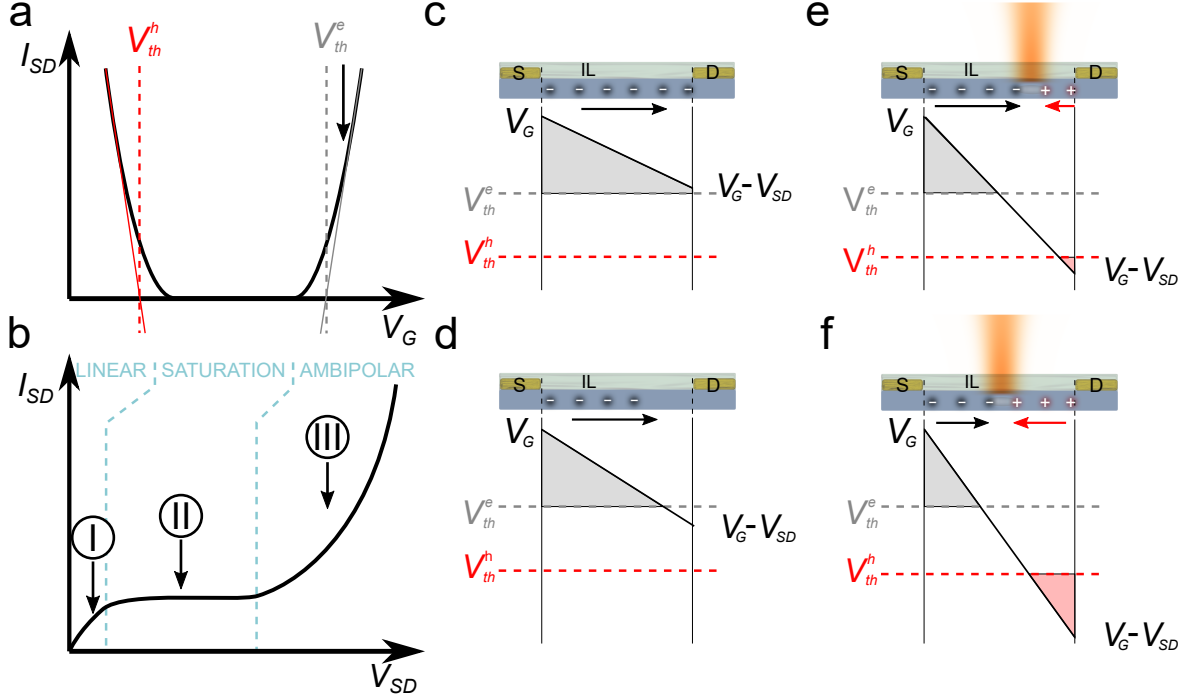 a
I_SD
V_th^h
V_th^e
V_G
b
I_SD
LINEAR
SATURATION
AMBIPOLAR
I
II
III
V_SD
c
S
IL
D
− − − − − −
V_G
V_G−V_SD
V_th^e
V_th^h
d
S
IL
D
− − − −
V_G
V_th^e
V_G−V_SD
V_th^h
e
S
IL
D
− − − − + +
V_G
V_th^e
V_th^h
V_G−V_SD
f
S
IL
D
− − − + + +
V_G
V_th^e
V_th^h
V_G−V_SD